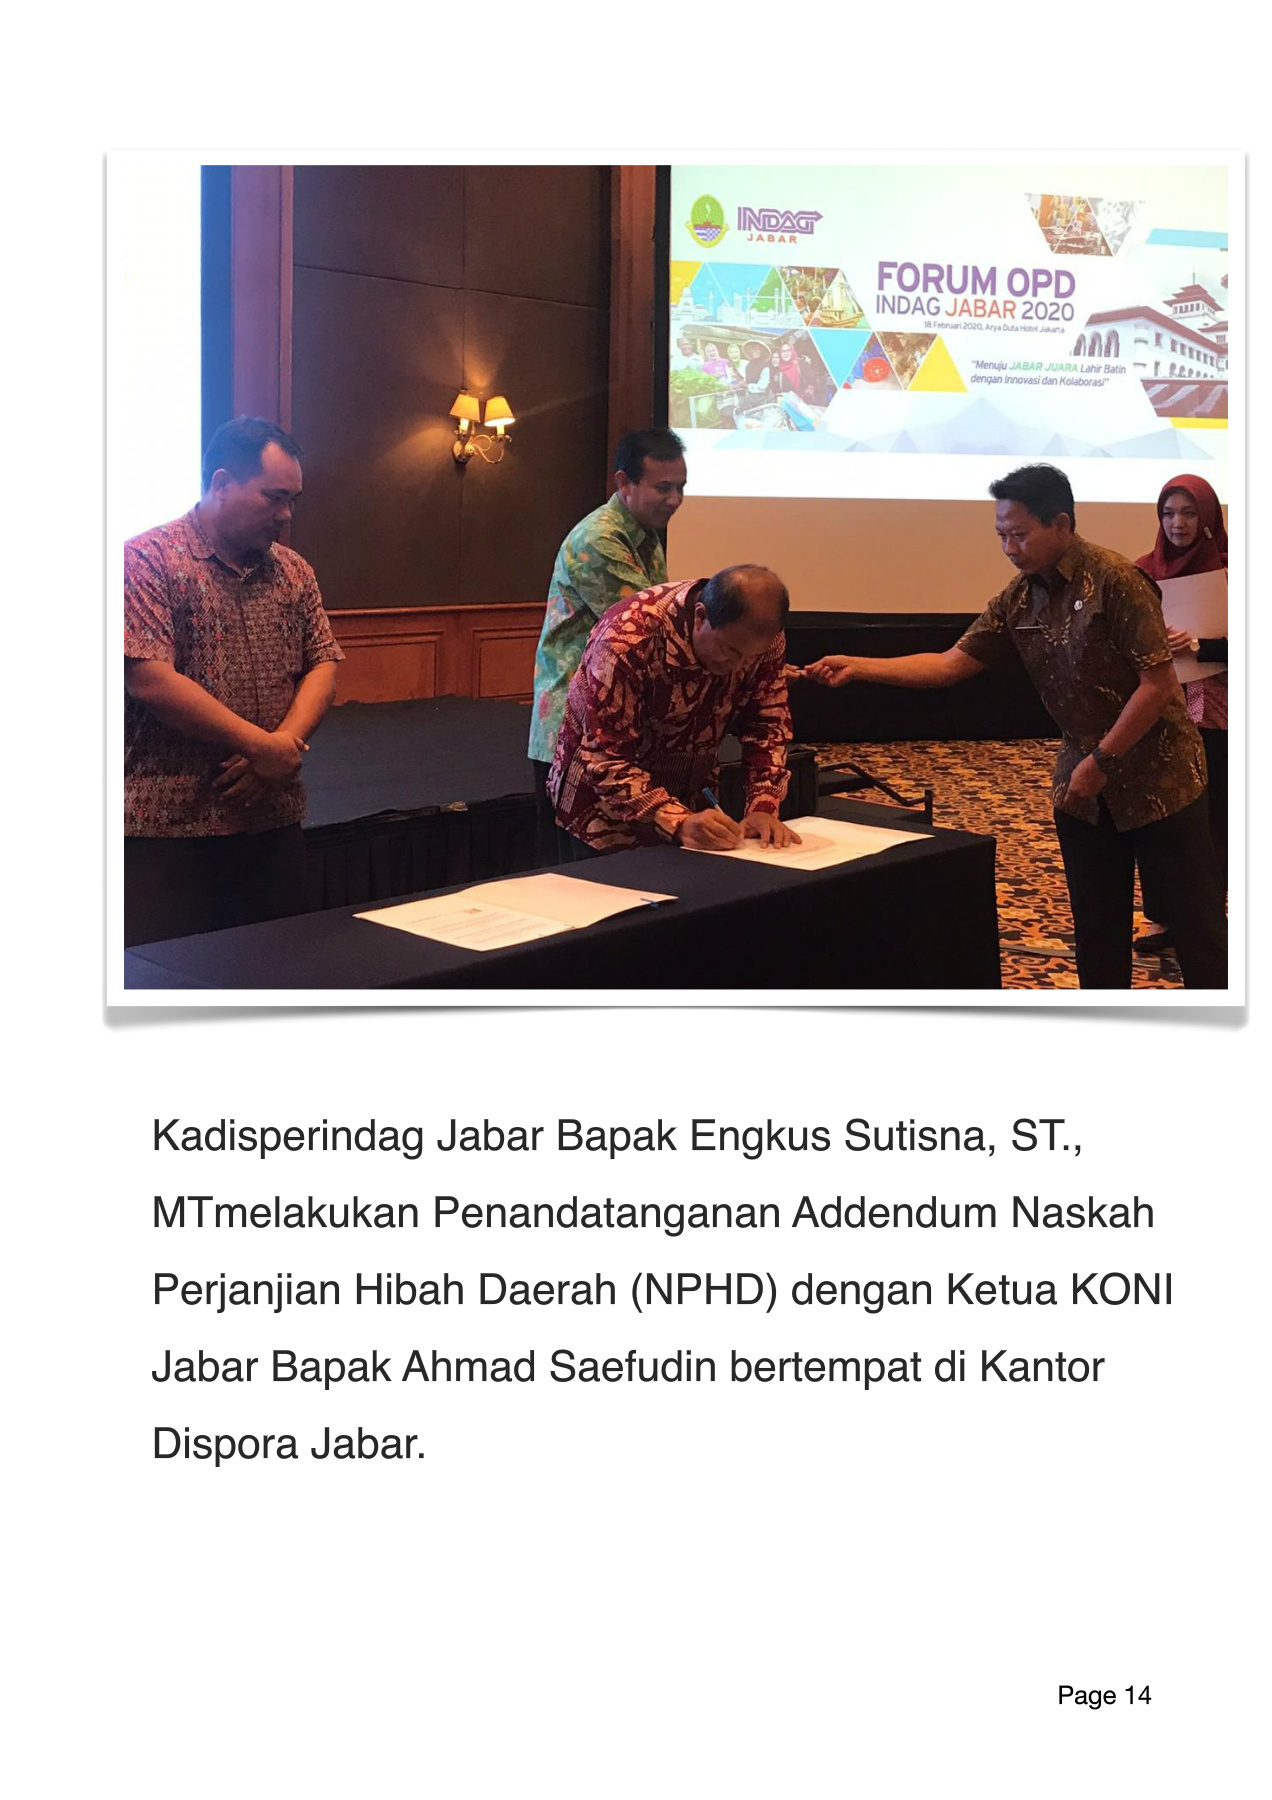 INDAG
JABAR
FORUM OPD
INDAG JABAR 2020
18 Februari 2020, Arya Duta Hotel Jakarta
"Menuju JABAR JUARA Lahir Batin
dengan Innovasi dan Kolaborasi"
Kadisperindag Jabar Bapak Engkus Sutisna, ST.,
MTmelakukan Penandatanganan Addendum Naskah
Perjanjian Hibah Daerah (NPHD) dengan Ketua KONI
Jabar Bapak Ahmad Saefudin bertempat di Kantor
Dispora Jabar.
Page 14